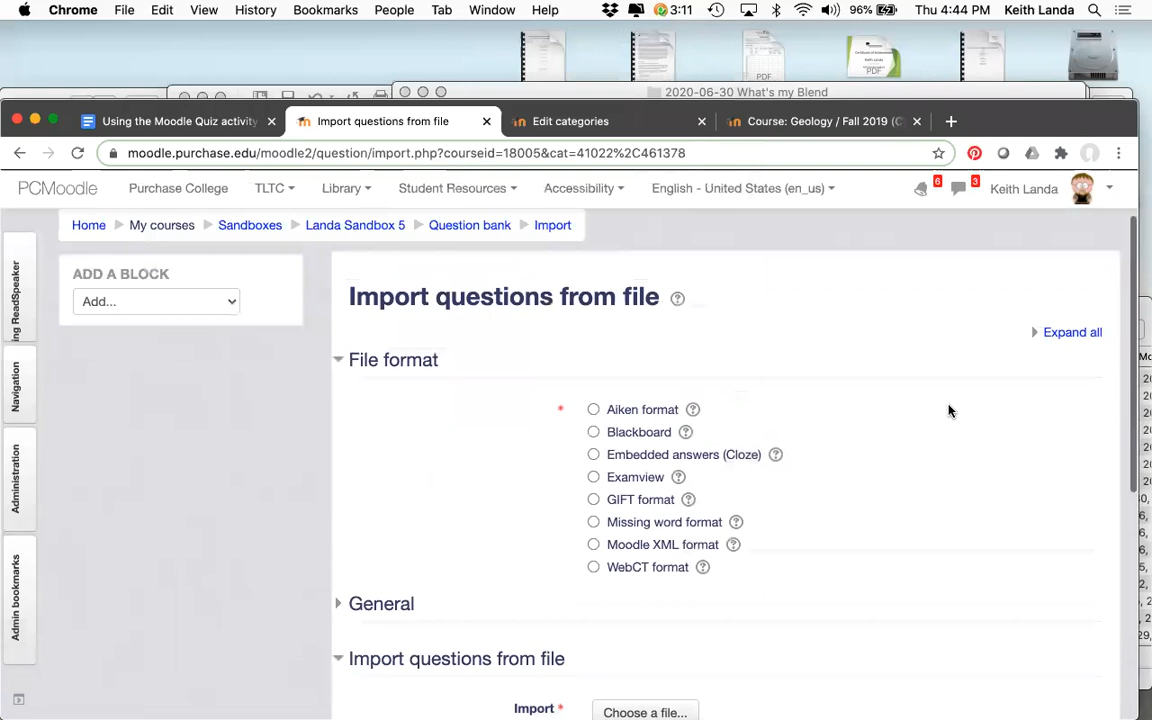 Chrome File Edit View History Bookmarks People Tab Window Help 3:11 96% Thu 4:44 PM Keith Landa
PDF
PDF
2020-06-30 What's my Blend
Using the Moodle Quiz activity
Import questions from file
Edit categories
Course: Geology / Fall 2019 (C
moodle.purchase.edu/moodle2/question/import.php?courseid=18005&cat=41022%2C461378
PCMoodle Purchase College TLTC Library Student Resources Accessibility English - United States (en_us) 6 3 Keith Landa
Home My courses Sandboxes Landa Sandbox 5 Question bank Import
ADD A BLOCK
Add...
ng ReadSpeaker
Navigation
Administration
Admin bookmarks
Import questions from file
Expand all
File format
* Aiken format
Blackboard
Embedded answers (Cloze)
Examview
GIFT format
Missing word format
Moodle XML format
WebCT format
General
Import questions from file
Import * Choose a file...